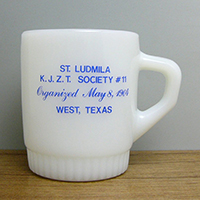 ST. LUDMILA
K. J. Z. T. SOCIETY #11
Organized May 8, 1904
WEST, TEXAS